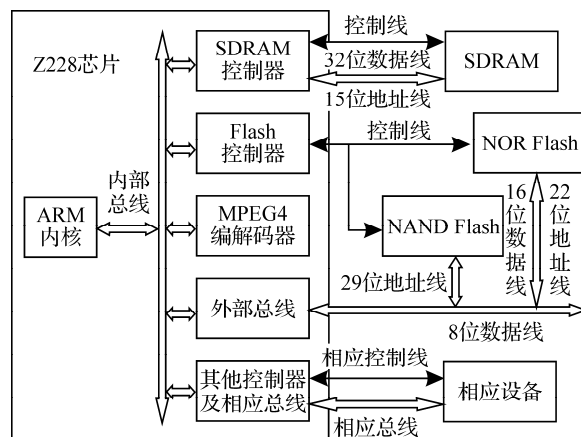 Z228芯片
SDRAM
控制器
控制线
32位数据线
15位地址线
SDRAM
Flash
控制器
控制线
NOR Flash
内部
总线
ARM
内核
MPEG4
编解码器
NAND Flash
16位数据线
22位地址线
29位地址线
外部总线
8位数据线
其他控制器
及相应总线
相应控制线
相应总线
相应设备